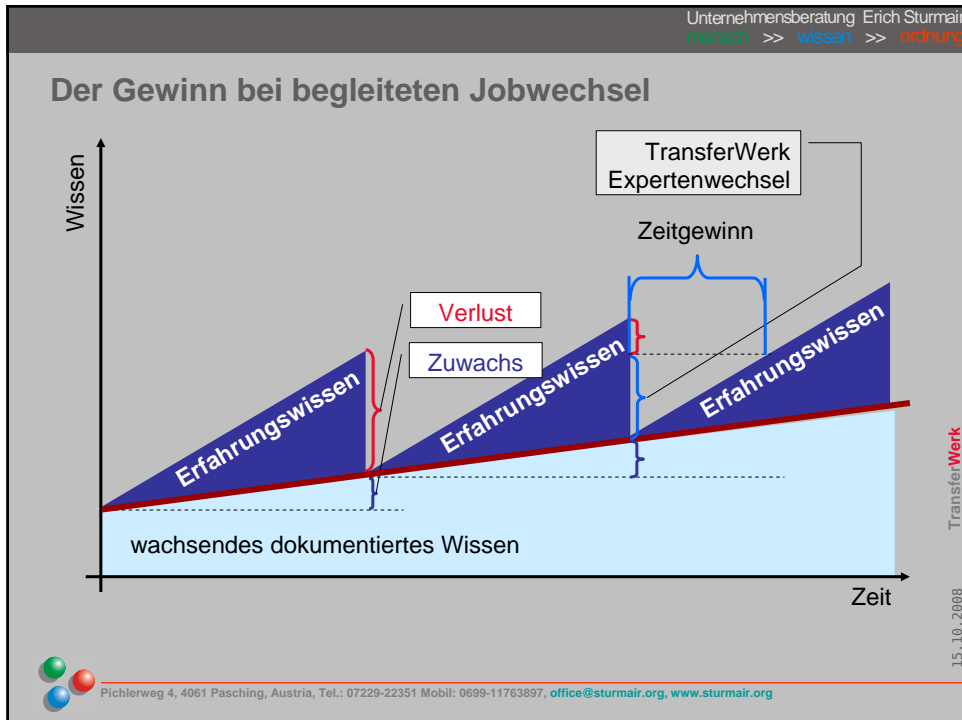 Unternehmensberatung Erich Sturmair
mensch >> wissen >> ordnung
Der Gewinn bei begleiteten Jobwechsel
Wissen
TransferWerk
Expertenwechsel
Zeitgewinn
Verlust
Zuwachs
Erfahrungswissen
Erfahrungswissen
Erfahrungswissen
wachsendes dokumentiertes Wissen
Zeit
TransferWerk
15.10.2008
Pichlerweg 4, 4061 Pasching, Austria, Tel.: 07229-22351 Mobil: 0699-11763897, office@sturmair.org, www.sturmair.org